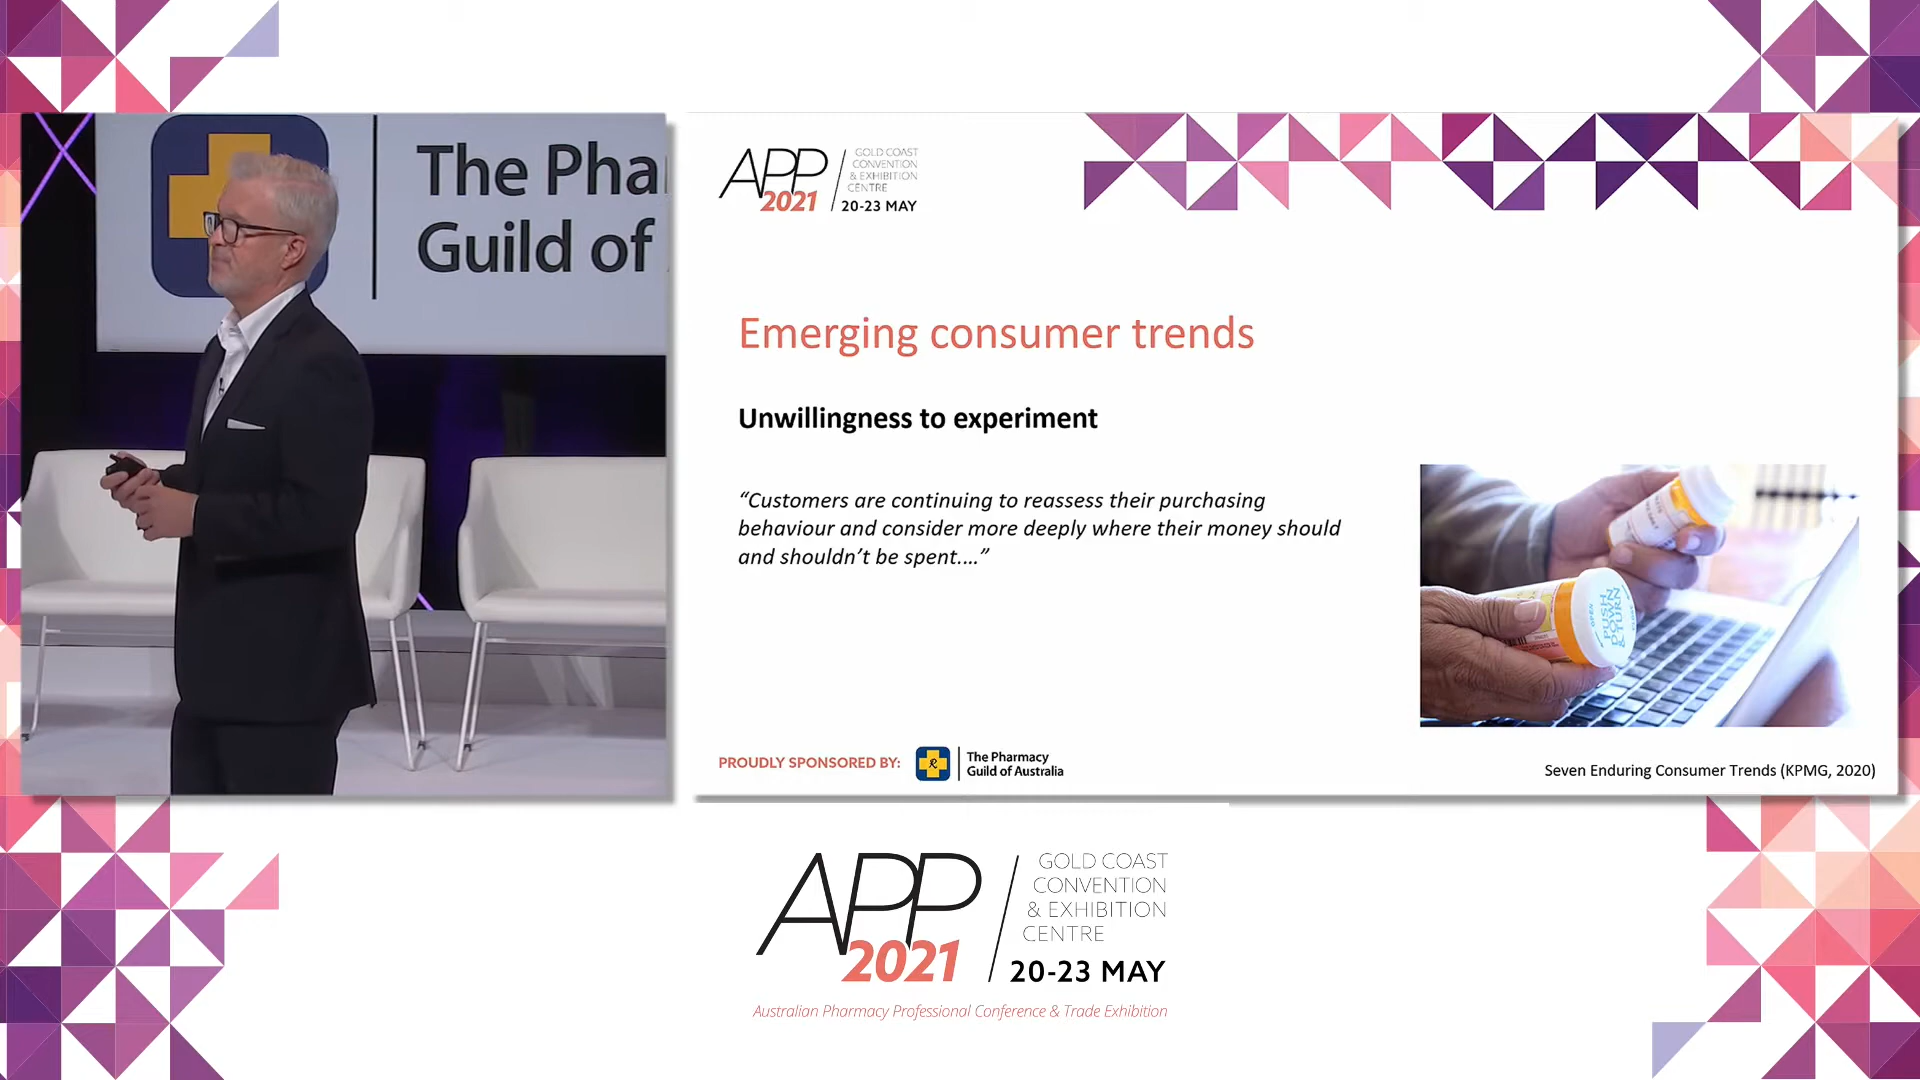 The Pha
Guild of
APP
2021
GOLD COAST
CONVENTION
& EXHIBITION
CENTRE
20-23 MAY
Emerging consumer trends
Unwillingness to experiment
“Customers are continuing to reassess their purchasing
behaviour and consider more deeply where their money should
and shouldn’t be spent....”
OPEN
PUSH
DOWN
& TURN
PROUDLY SPONSORED BY:
The Pharmacy
Guild of Australia
Seven Enduring Consumer Trends (KPMG, 2020)
APP
2021
GOLD COAST
CONVENTION
& EXHIBITION
CENTRE
20-23 MAY
Australian Pharmacy Professional Conference & Trade Exhibition